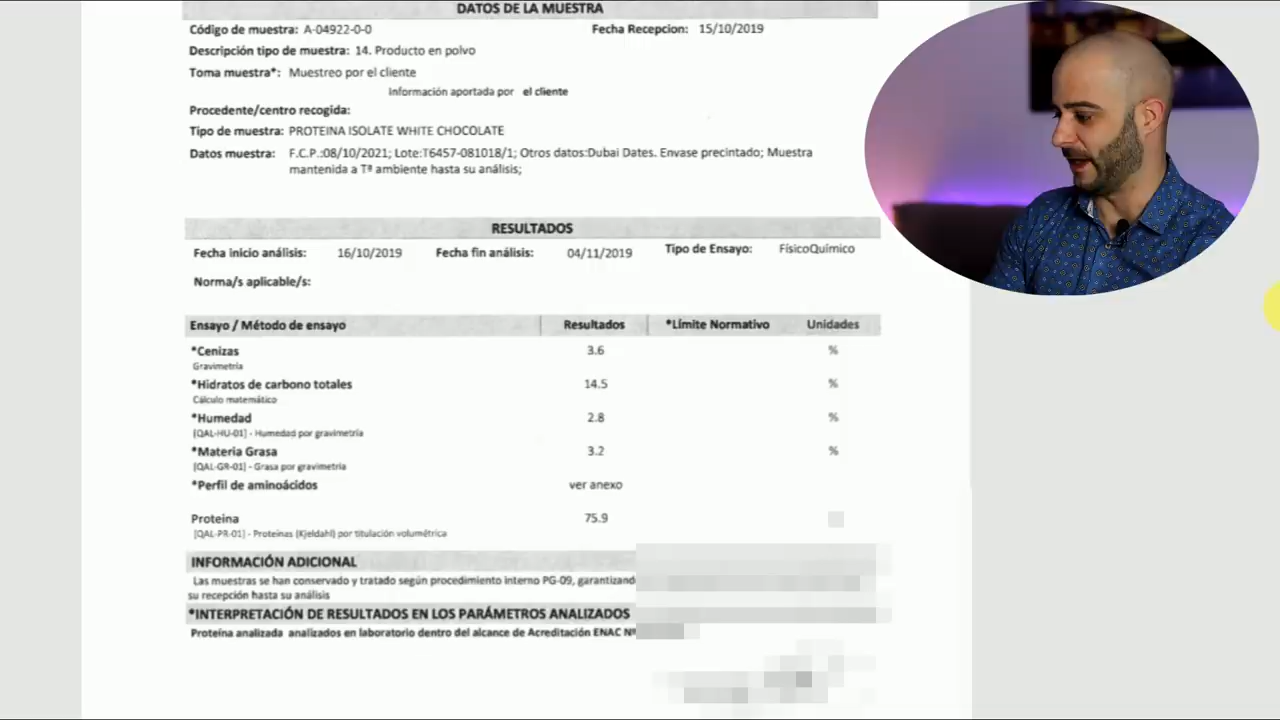 DATOS DE LA MUESTRA
Código de muestra: A-04922-0-0 Fecha Recepcion: 15/10/2019
Descripción tipo de muestra: 14. Producto en polvo
Toma muestra*: Muestreo por el cliente
Información aportada por el cliente
Procedente/centro recogida:
Tipo de muestra: PROTEINA ISOLATE WHITE CHOCOLATE
Datos muestra: F.C.P.:08/10/2021; Lote:T6457-081018/1; Otros datos:Dubai Dates. Envase precintado; Muestra
mantenida a Tª ambiente hasta su análisis;
RESULTADOS
Fecha inicio análisis: 16/10/2019 Fecha fin análisis: 04/11/2019 Tipo de Ensayo: FísicoQuímico
Norma/s aplicable/s:
Ensayo / Método de ensayo Resultados *Límite Normativo Unidades
*Cenizas 3.6 %
Gravimetría
*Hidratos de carbono totales 14.5 %
Cálculo matemático
*Humedad 2.8 %
[QAL-HU-01] - Humedad por gravimetría
*Materia Grasa 3.2 %
[QAL-GR-01] - Grasa por gravimetría
*Perfil de aminoácidos ver anexo
Proteina 75.9
[QAL-PR-01] - Proteinas (Kjeldahl) por titulación volumétrica
INFORMACIÓN ADICIONAL
Las muestras se han conservado y tratado según procedimiento interno PG-09, garantizando
su recepción hasta su análisis
*INTERPRETACIÓN DE RESULTADOS EN LOS PARÁMETROS ANALIZADOS
Proteína analizada analizados en laboratorio dentro del alcance de Acreditación ENAC Nº